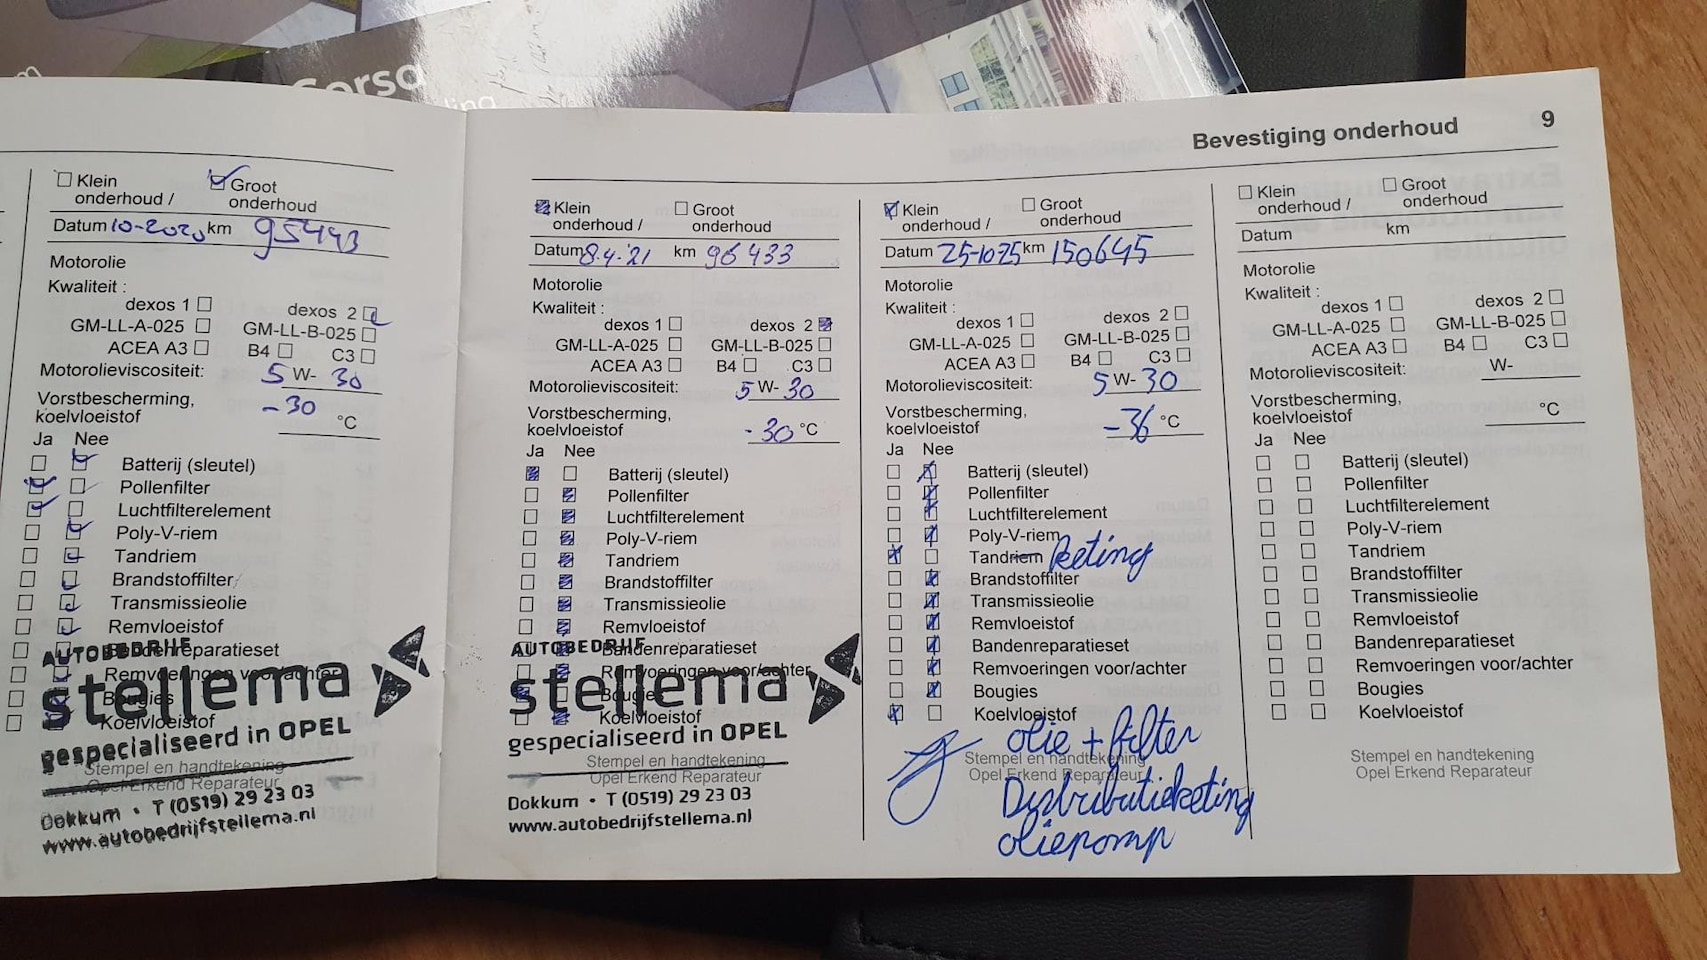 Corsa
Bevestiging onderhoud 9
Klein onderhoud / Groot onderhoud
Datum 10-2020 km 95443
Motorolie
Kwaliteit :
dexos 1 dexos 2
GM-LL-A-025 GM-LL-B-025
ACEA A3 B4 C3
Motorolieviscositeit: 5 W- 30
Vorstbescherming,
koelvloeistof -30 °C
Ja Nee
Batterij (sleutel)
Pollenfilter
Luchtfilterelement
Poly-V-riem
Tandriem
Brandstoffilter
Transmissieolie
Remvloeistof
Bandenreparatieset
Remvoeringen voor/achter
Bougies
Koelvloeistof
Stempel en handtekening
Opel Erkend Reparateur
AUTOBEDRIJF
stellema
gespecialiseerd in OPEL
Dokkum • T (0519) 29 23 03
www.autobedrijfstellema.nl
Klein onderhoud / Groot onderhoud
Datum 8.4.'21 km 96433
Motorolie
Kwaliteit :
dexos 1 dexos 2
GM-LL-A-025 GM-LL-B-025
ACEA A3 B4 C3
Motorolieviscositeit: 5 W- 30
Vorstbescherming,
koelvloeistof -30 °C
Ja Nee
Batterij (sleutel)
Pollenfilter
Luchtfilterelement
Poly-V-riem
Tandriem
Brandstoffilter
Transmissieolie
Remvloeistof
Bandenreparatieset
Remvoeringen voor/achter
Bougies
Koelvloeistof
Stempel en handtekening
Opel Erkend Reparateur
AUTOBEDRIJF
stellema
gespecialiseerd in OPEL
Dokkum • T (0519) 29 23 03
www.autobedrijfstellema.nl
Klein onderhoud / Groot onderhoud
Datum 25-10 25 km 150645
Motorolie
Kwaliteit :
dexos 1 dexos 2
GM-LL-A-025 GM-LL-B-025
ACEA A3 B4 C3
Motorolieviscositeit: 5 W- 30
Vorstbescherming,
koelvloeistof -36 °C
Ja Nee
Batterij (sleutel)
Pollenfilter
Luchtfilterelement
Poly-V-riem
Tandriem keting
Brandstoffilter
Transmissieolie
Remvloeistof
Bandenreparatieset
Remvoeringen voor/achter
Bougies
Koelvloeistof
olie + filter
Stempel en handtekening
Opel Erkend Reparateur
Distributieketing
oliepomp
Klein onderhoud / Groot onderhoud
Datum km
Motorolie
Kwaliteit :
dexos 1 dexos 2
GM-LL-A-025 GM-LL-B-025
ACEA A3 B4 C3
Motorolieviscositeit: W-
Vorstbescherming,
koelvloeistof °C
Ja Nee
Batterij (sleutel)
Pollenfilter
Luchtfilterelement
Poly-V-riem
Tandriem
Brandstoffilter
Transmissieolie
Remvloeistof
Bandenreparatieset
Remvoeringen voor/achter
Bougies
Koelvloeistof
Stempel en handtekening
Opel Erkend Reparateur